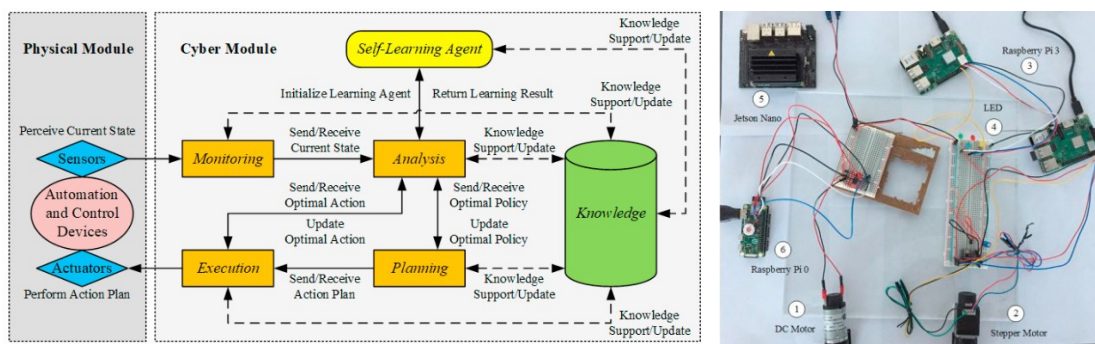 Physical Module
Cyber Module
Self-Learning Agent
Knowledge
Support/Update
Initialize Learning Agent
Return Learning Result
Knowledge
Support/Update
Perceive Current State
Sensors
Send/Receive
Current State
Monitoring
Analysis
Knowledge
Support/Update
Automation
and Control
Devices
Send/Receive
Optimal Action
Update
Optimal Action
Send/Receive
Optimal Policy
Update
Optimal Policy
Knowledge
Actuators
Perform Action Plan
Execution
Send/Receive
Action Plan
Planning
Knowledge
Support/Update
Knowledge
Support/Update
Raspberry Pi 3
3
5
Jetson Nano
LED
4
6
Raspberry Pi 0
1
DC Motor
2
Stepper Motor